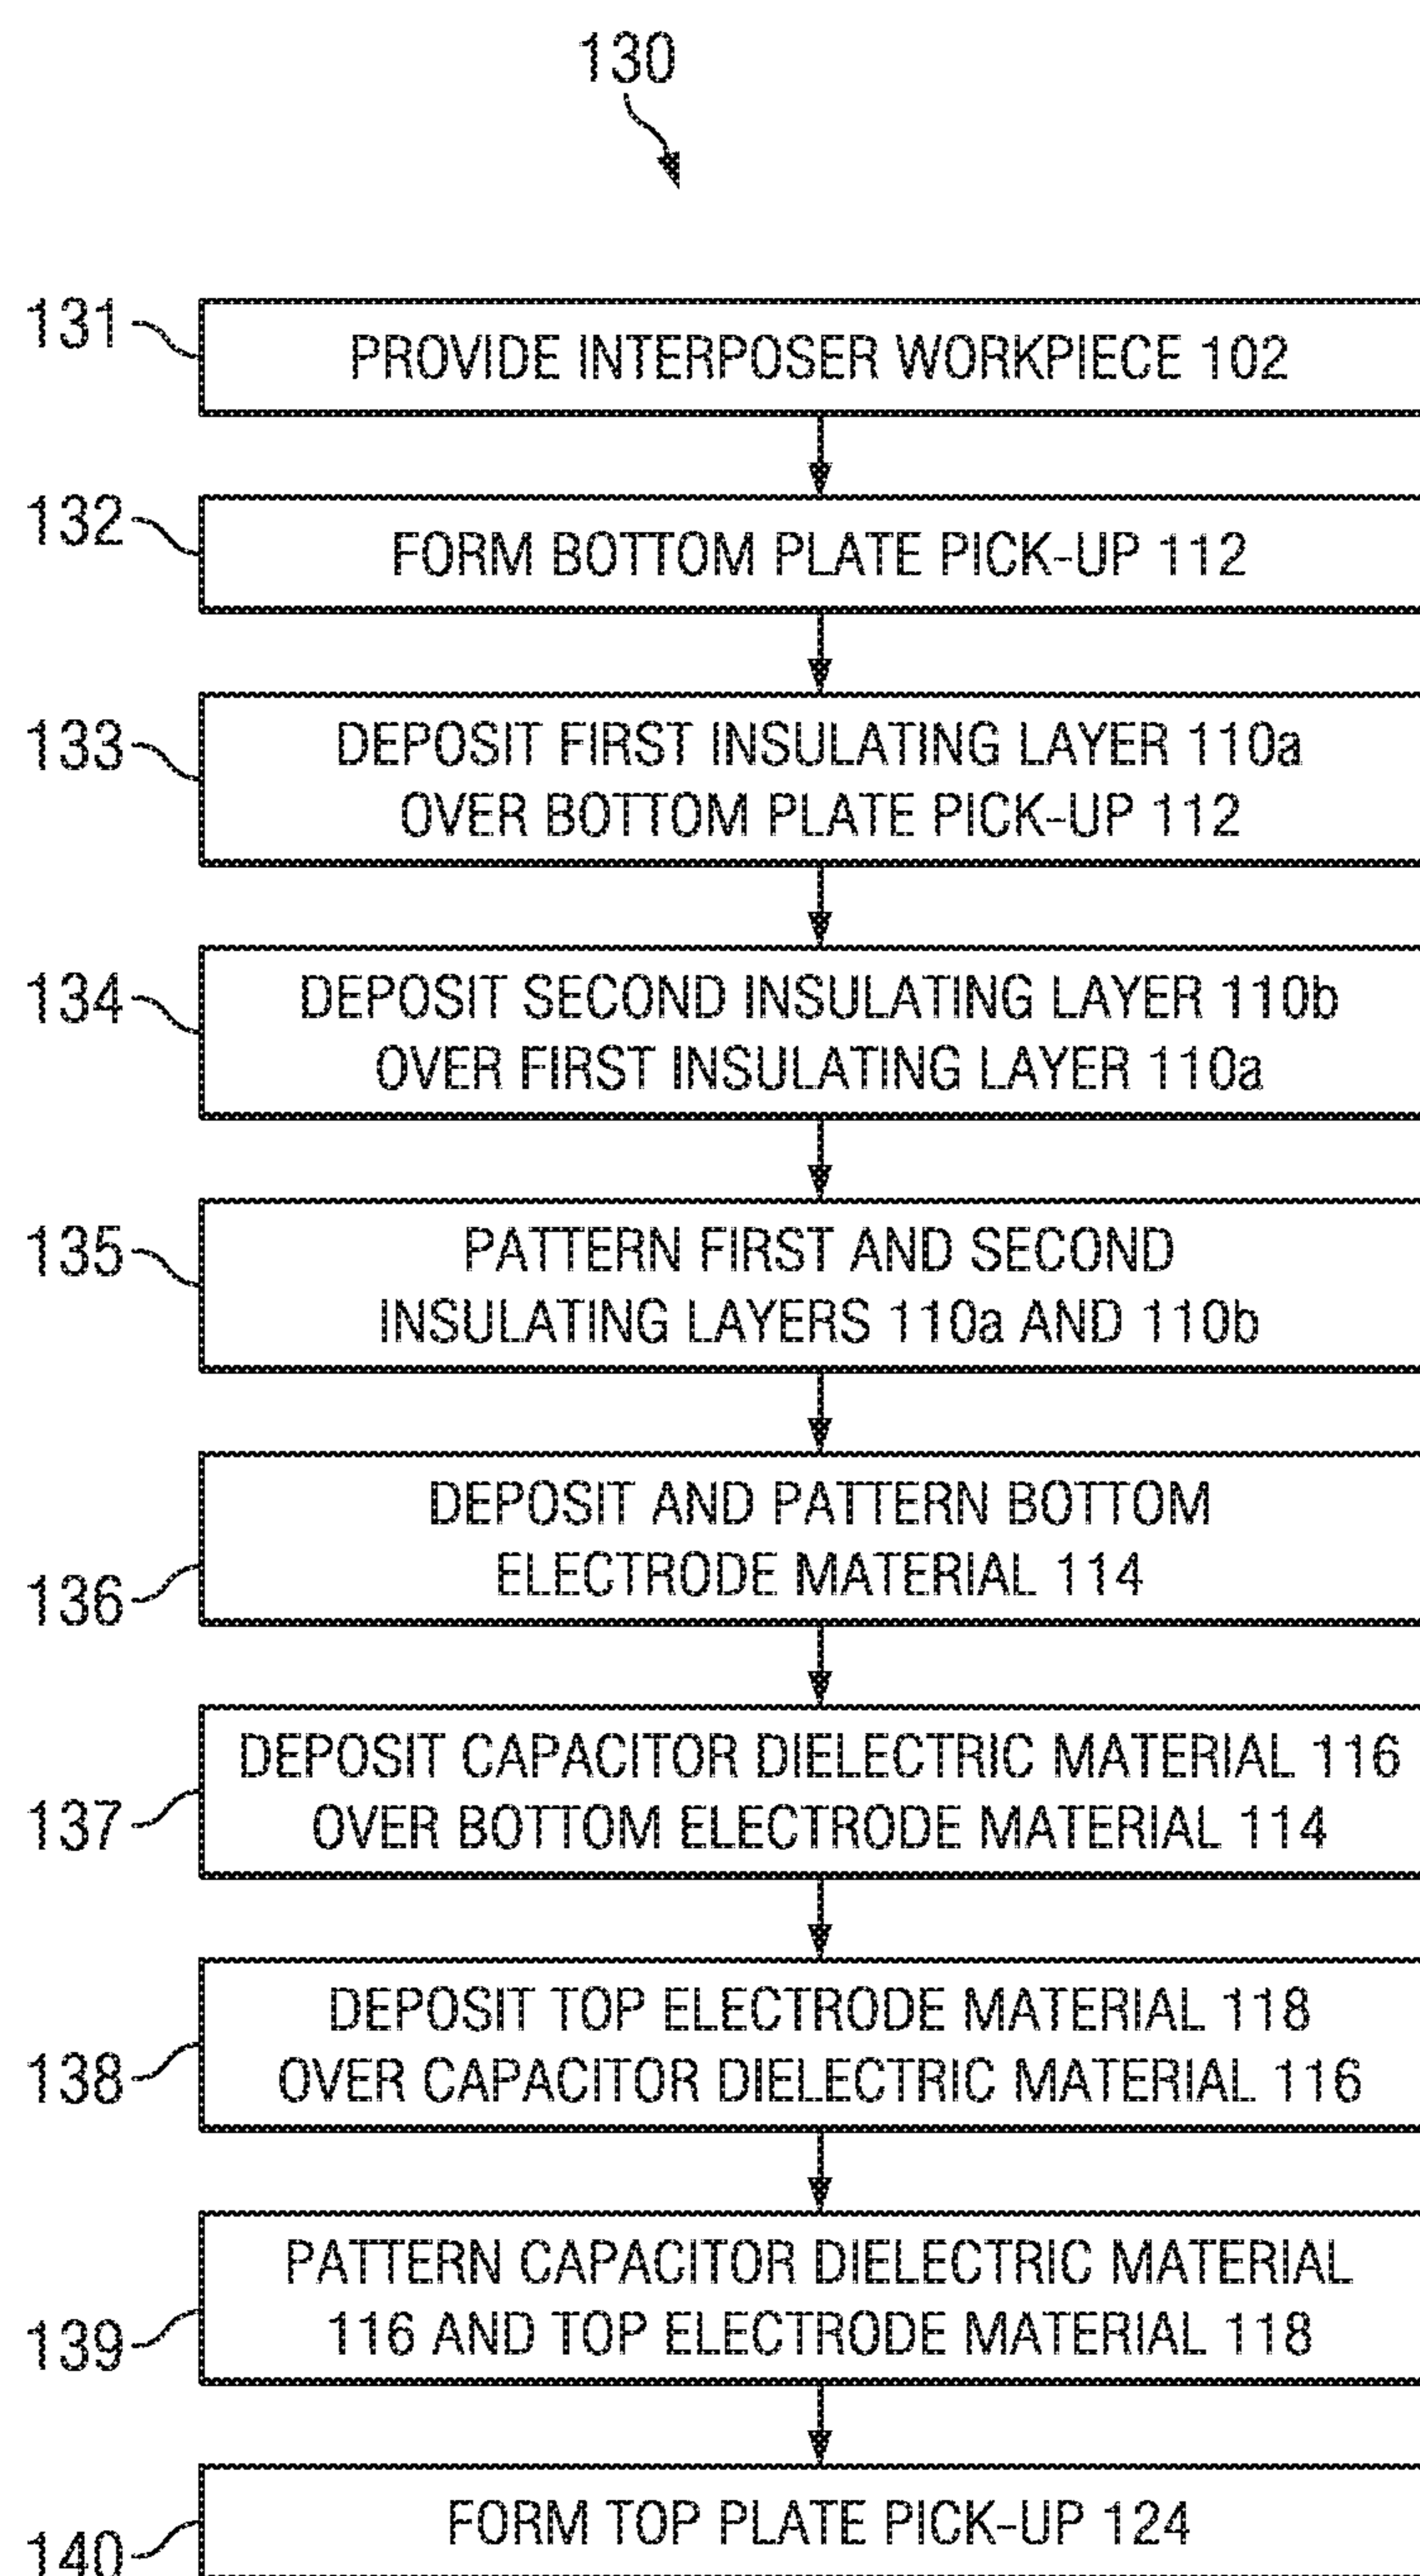 130
131
PROVIDE INTERPOSER WORKPIECE 102
132
FORM BOTTOM PLATE PICK-UP 112
133
DEPOSIT FIRST INSULATING LAYER 110a
OVER BOTTOM PLATE PICK-UP 112
134
DEPOSIT SECOND INSULATING LAYER 110b
OVER FIRST INSULATING LAYER 110a
135
PATTERN FIRST AND SECOND
INSULATING LAYERS 110a AND 110b
136
DEPOSIT AND PATTERN BOTTOM
ELECTRODE MATERIAL 114
137
DEPOSIT CAPACITOR DIELECTRIC MATERIAL 116
OVER BOTTOM ELECTRODE MATERIAL 114
138
DEPOSIT TOP ELECTRODE MATERIAL 118
OVER CAPACITOR DIELECTRIC MATERIAL 116
139
PATTERN CAPACITOR DIELECTRIC MATERIAL
116 AND TOP ELECTRODE MATERIAL 118
140
FORM TOP PLATE PICK-UP 124